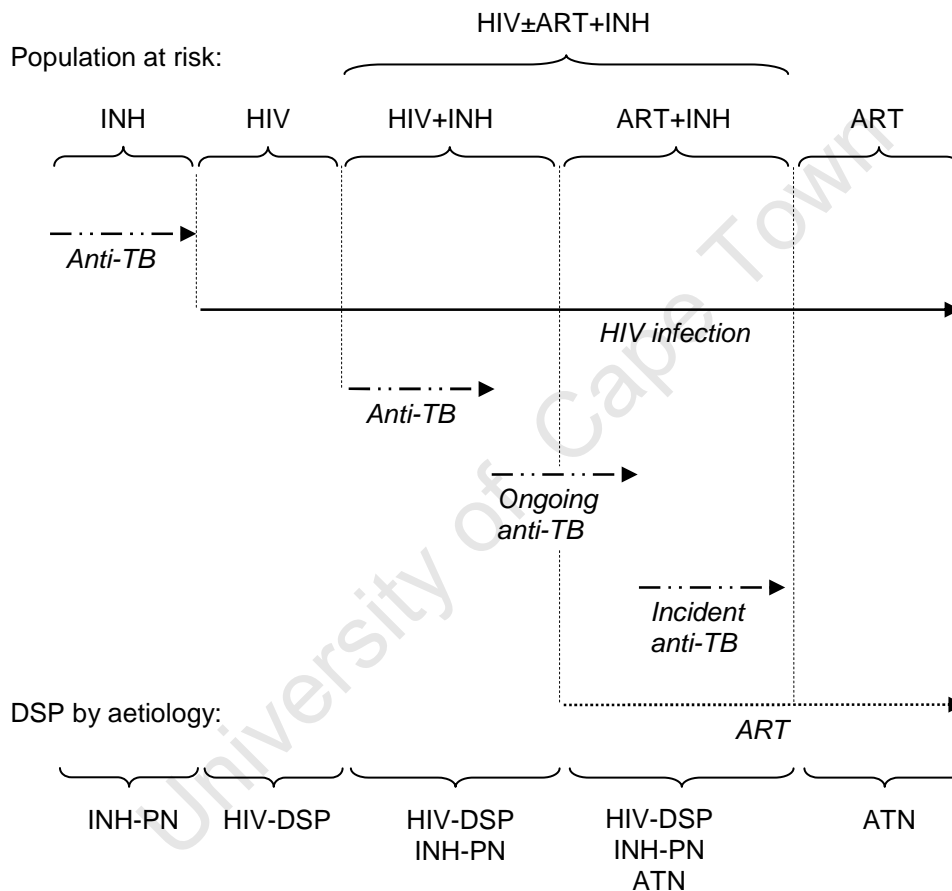 HIV±ART+INH
Population at risk:
INH HIV HIV+INH ART+INH ART
Anti-TB
HIV infection
Anti-TB
Ongoing
anti-TB
Incident
anti-TB
DSP by aetiology:
ART
INH-PN HIV-DSP HIV-DSP HIV-DSP ATN
INH-PN INH-PN
ATN
University of Cape Town